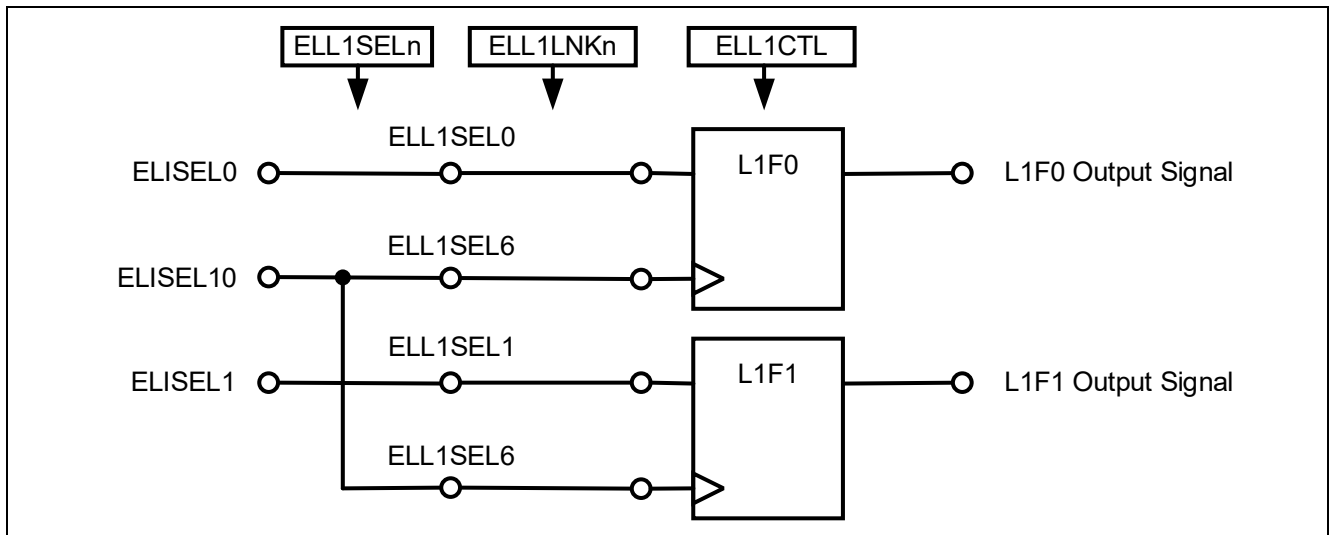 ELL1SELn ELL1LNKn ELL1CTL
ELL1SEL0
ELISEL0 L1F0 L1F0 Output Signal
ELL1SEL6
ELISEL10
ELL1SEL1
ELISEL1 L1F1 L1F1 Output Signal
ELL1SEL6